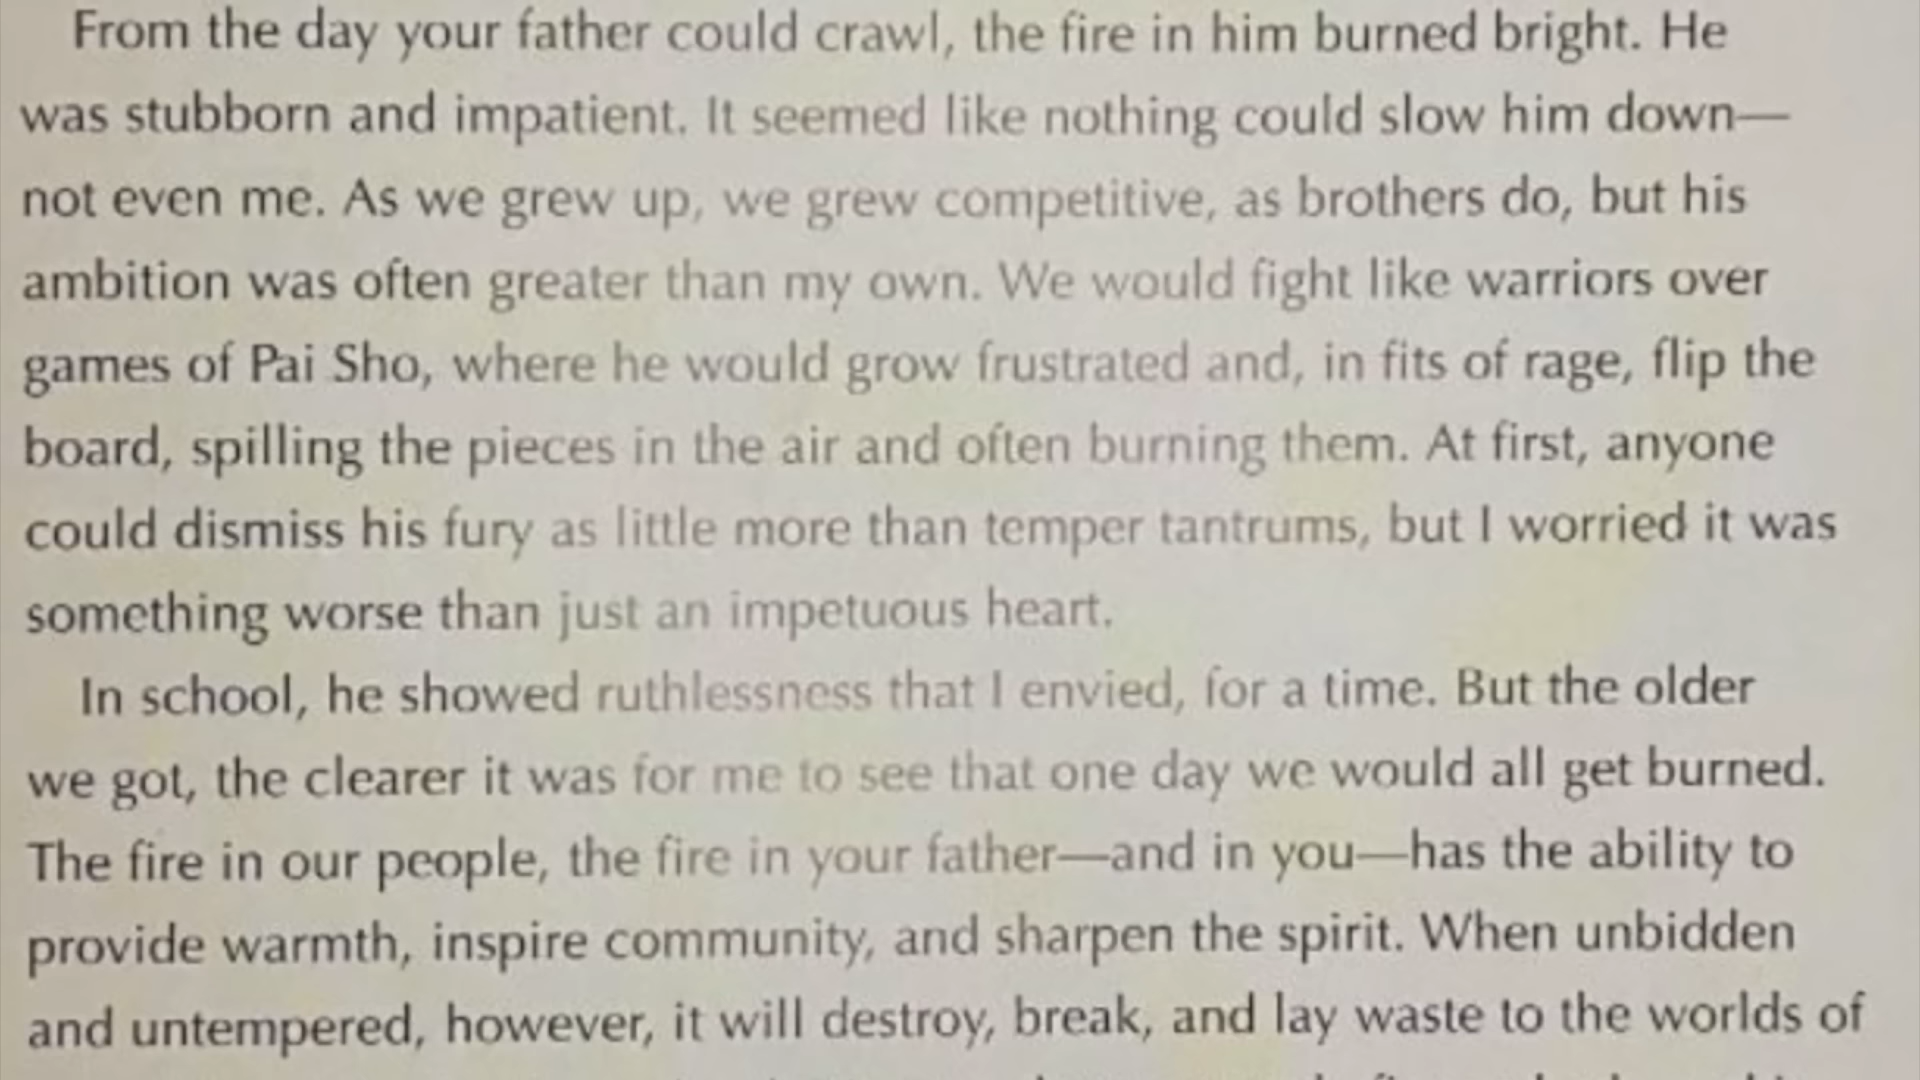 From the day your father could crawl, the fire in him burned bright. He
was stubborn and impatient. It seemed like nothing could slow him down—
not even me. As we grew up, we grew competitive, as brothers do, but his
ambition was often greater than my own. We would fight like warriors over
games of Pai Sho, where he would grow frustrated and, in fits of rage, flip the
board, spilling the pieces in the air and often burning them. At first, anyone
could dismiss his fury as little more than temper tantrums, but I worried it was
something worse than just an impetuous heart.
In school, he showed ruthlessness that I envied, for a time. But the older
we got, the clearer it was for me to see that one day we would all get burned.
The fire in our people, the fire in your father—and in you—has the ability to
provide warmth, inspire community, and sharpen the spirit. When unbidden
and untempered, however, it will destroy, break, and lay waste to the worlds of